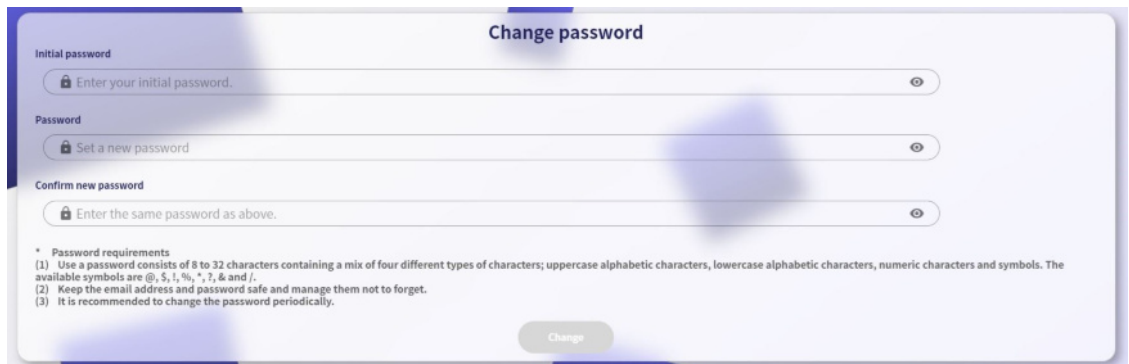 Change password
Initial password
Enter your initial password.
Password
Set a new password
Confirm new password
Enter the same password as above.
* Password requirements
(1) Use a password consists of 8 to 32 characters containing a mix of four different types of characters; uppercase alphabetic characters, lowercase alphabetic characters, numeric characters and symbols. The
available symbols are @, $, !, %, *, ?, & and /.
(2) Keep the email address and password safe and manage them not to forget.
(3) It is recommended to change the password periodically.
Change